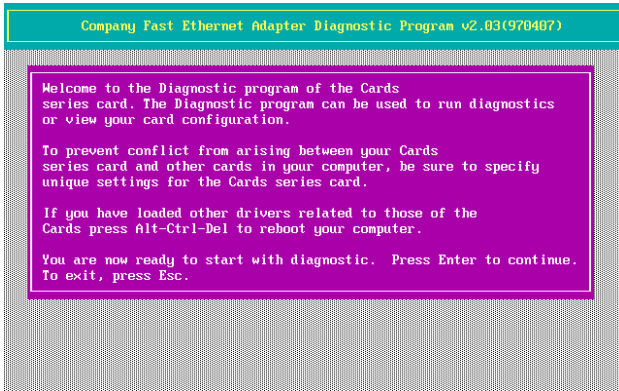 Company Fast Ethernet Adapter Diagnostic Program v2.03(970407)
Welcome to the Diagnostic program of the Cards
series card. The Diagnostic program can be used to run diagnostics
or view your card configuration.
To prevent conflict from arising between your Cards
series card and other cards in your computer, be sure to specify
unique settings for the Cards series card.
If you have loaded other drivers related to those of the
Cards press Alt-Ctrl-Del to reboot your computer.
You are now ready to start with diagnostic.  Press Enter to continue.
To exit, press Esc.